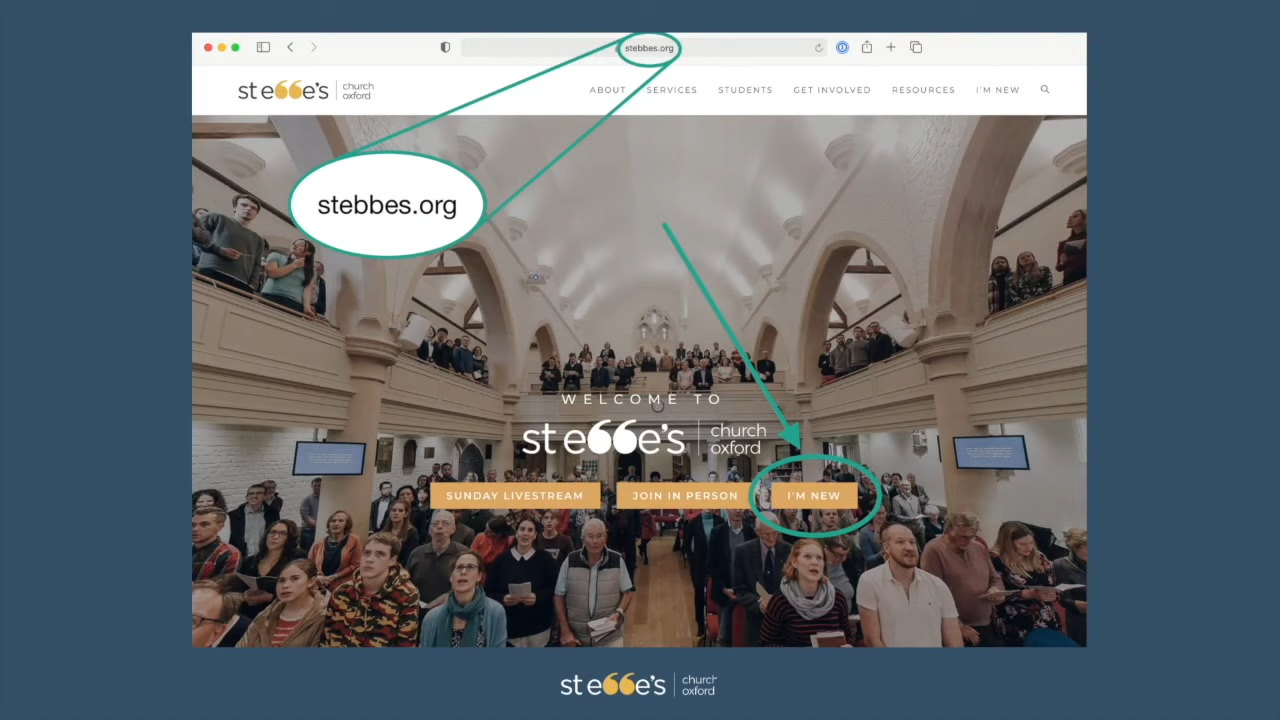 stebbes.org
st ebbe's | church oxford
ABOUT SERVICES STUDENTS GET INVOLVED RESOURCES I'M NEW
stebbes.org
WELCOME TO
st ebbe's | church oxford
SUNDAY LIVESTREAM JOIN IN PERSON I'M NEW
st ebbe's | church oxford